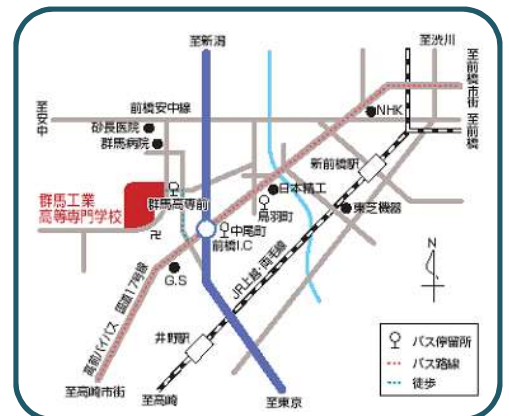 至新潟
至渋川
至前橋市街
至前橋
至安中
前橋安中線
NHK
砂長医院
群馬病院
新前橋駅
群馬工業
高等専門学校
群馬高専前
日本精工
鳥羽町
東芝機器
中尾町
前橋I.C
卍
G.S
JR上越・両毛線
高前バイパス 国道17号線
井野駅
N
バス停留所
バス路線
徒歩
至高崎市街
至高崎
至東京